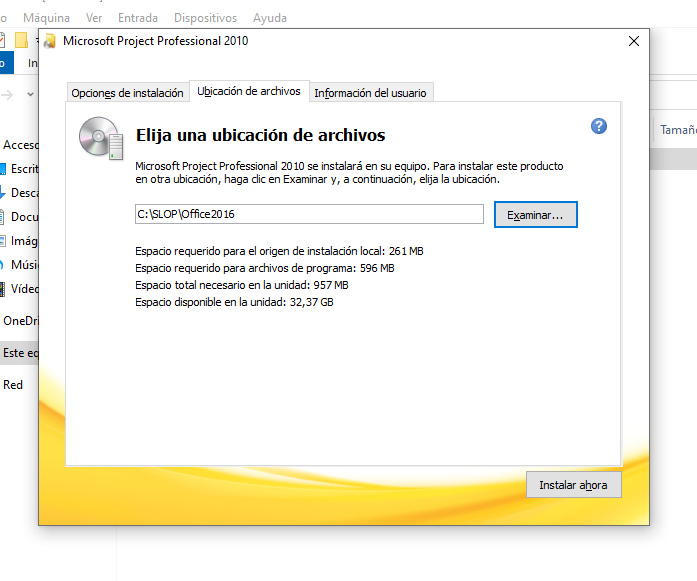 Máquina Ver Entrada Dispositivos Ayuda
Microsoft Project Professional 2010
Opciones de instalación
Ubicación de archivos
Información del usuario
Tamaño
Elija una ubicación de archivos
Microsoft Project Professional 2010 se instalará en su equipo. Para instalar este producto
en otra ubicación, haga clic en Examinar y, a continuación, elija la ubicación.
C:\SLOP\Office2016
Examinar...
Espacio requerido para el origen de instalación local: 261 MB
Espacio requerido para archivos de programa: 596 MB
Espacio total necesario en la unidad: 957 MB
Espacio disponible en la unidad: 32,37 GB
Instalar ahora
In
Acceso
Escrit
Desca
Docu
Imág
Músi
Vídeo
OneDri
Este eq
Red